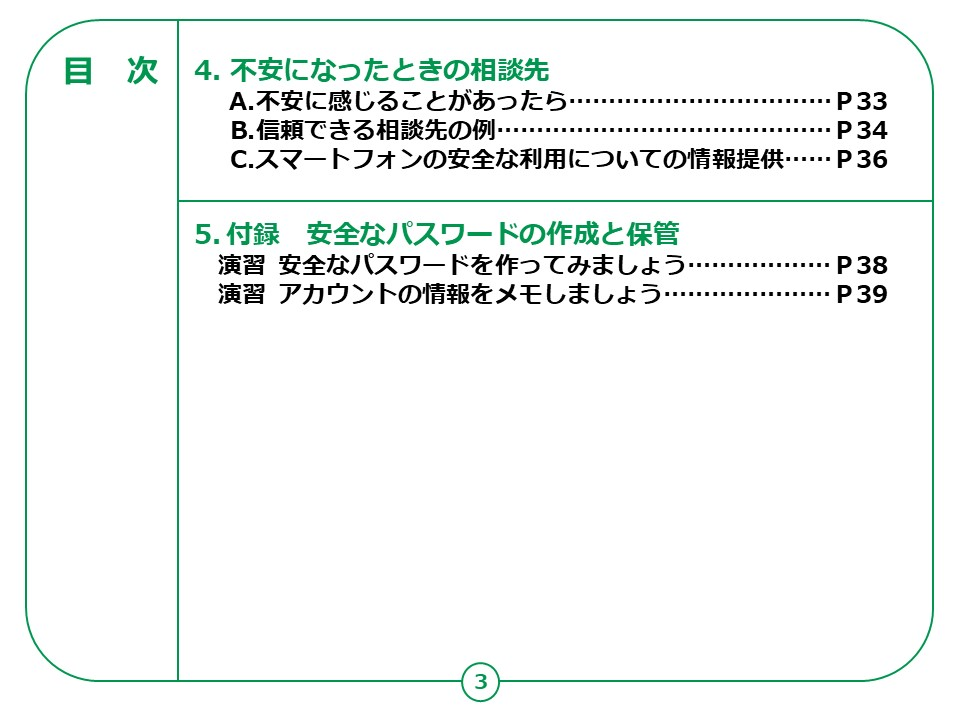 目　次
4. 不安になったときの相談先
A.不安に感じることがあったら…………………………… P33
B.信頼できる相談先の例…………………………………… P34
C.スマートフォンの安全な利用についての情報提供…… P36
5. 付録　安全なパスワードの作成と保管
演習 安全なパスワードを作ってみましょう……………… P38
演習 アカウントの情報をメモしましょう………………… P39
3